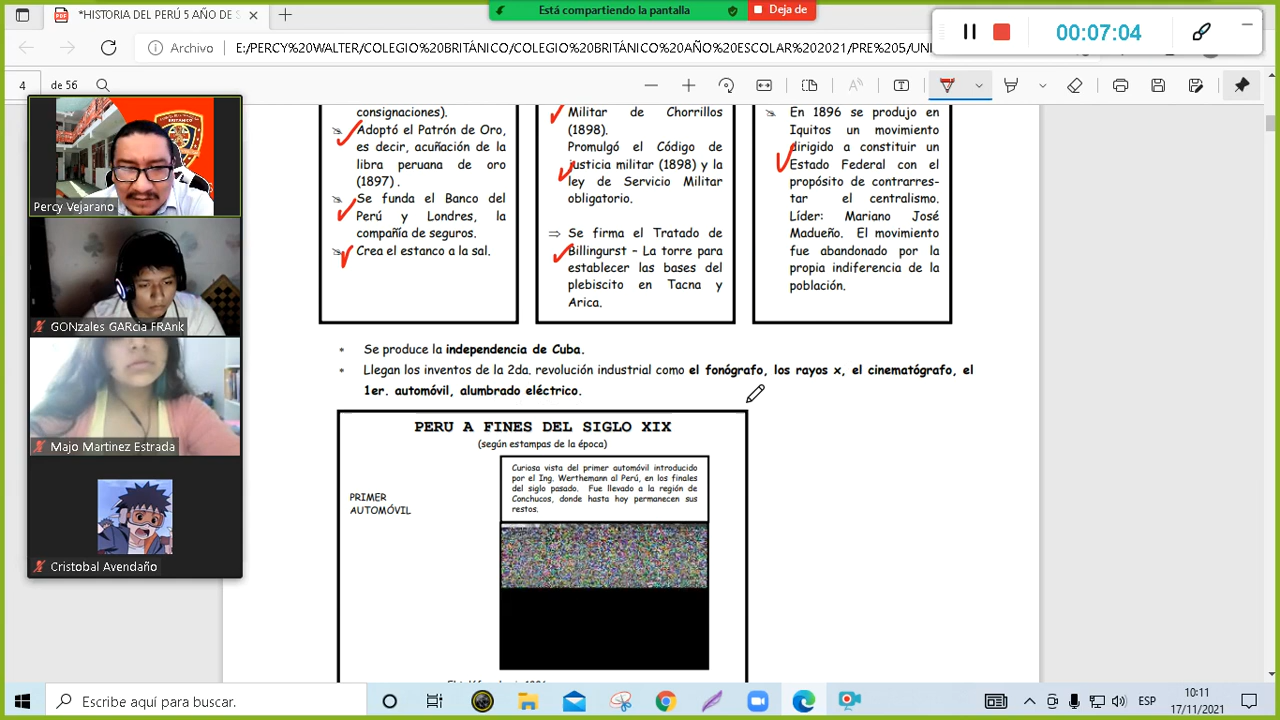 *HISTORIA DEL PERÚ 5 AÑO DE S
Está compartiendo la pantalla
Deja de
00:07:04
Archivo
E:/PERCY%20WALTER/COLEGIO%20BRITÁNICO/COLEGIO%20BRITÁNICO%20AÑO%20ESCOLAR%202021/PRE%205/UNI
4
de 56
Percy Vejarano
GONzales GARcia FRAnk
Majo Martinez Estrada
Cristobal Avendaño
consignaciones).
Adoptó el Patrón de Oro,
es decir, acuñación de la
libra peruana de oro
(1897) .
Se funda el Banco del
Perú y Londres, la
compañía de seguros.
Crea el estanco a la sal.
Militar de Chorrillos
(1898).
Promulgó el Código de
justicia militar (1898) y la
ley de Servicio Militar
obligatorio.
⇒ Se firma el Tratado de
Billingurst – La torre para
establecer las bases del
plebiscito en Tacna y
Arica.
En 1896 se produjo en
Iquitos un movimiento
dirigido a constituir un
Estado Federal con el
propósito de contrarres-
tar el centralismo.
Líder: Mariano José
Madueño. El movimiento
fue abandonado por la
propia indiferencia de la
población.
* Se produce la independencia de Cuba.
* Llegan los inventos de la 2da. revolución industrial como el fonógrafo, los rayos x, el cinematógrafo, el
1er. automóvil, alumbrado eléctrico.
PERU A FINES DEL SIGLO XIX
(según estampas de la época)
Curiosa vista del primer automóvil introducido
por el Ing. Werthemann al Perú, en los finales
del siglo pasado. Fue llevado a la región de
Conchucos, donde hasta hoy permanecen sus
restos.
PRIMER
AUTOMÓVIL
Escribe aquí para buscar.
ESP
10:11
17/11/2021